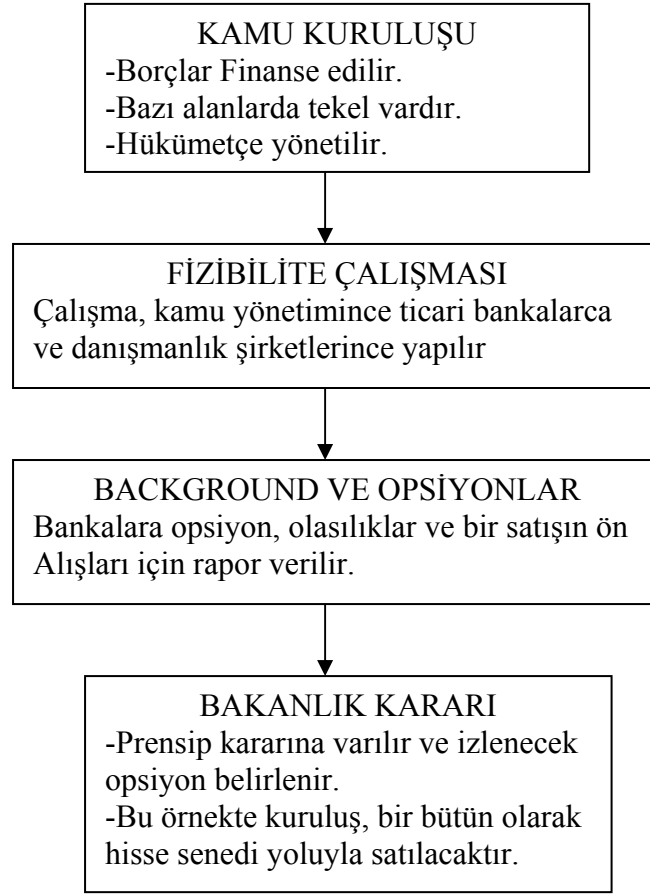 KAMU KURULUŞU
-Borçlar Finanse edilir.
-Bazı alanlarda tekel vardır.
-Hükümetçe yönetilir.
FİZİBİLİTE ÇALIŞMASI
Çalışma, kamu yönetimince ticari bankalarca
ve danışmanlık şirketlerince yapılır
BACKGROUND VE OPSİYONLAR
Bankalara opsiyon, olasılıklar ve bir satışın ön
Alışları için rapor verilir.
BAKANLIK KARARI
-Prensip kararına varılır ve izlenecek
opsiyon belirlenir.
-Bu örnekte kuruluş, bir bütün olarak
hisse senedi yoluyla satılacaktır.